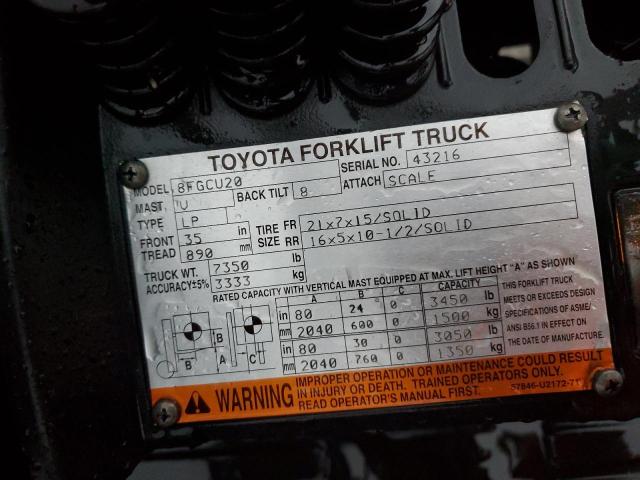 TOYOTA FORKLIFT TRUCK
MODEL 8FGCU20 SERIAL NO. 43216
MAST V BACK TILT 8 ATTACH SCALE
TYPE LP
FRONT TREAD 35 in 890 mm
TIRE SIZE FR 21x7x15/SOLID
RR 16x5x10-1/2/SOLID
TRUCK WT. 7350 lb
ACCURACY±5% 3333 kg
RATED CAPACITY WITH VERTICAL MAST EQUIPPED AT MAX. LIFT HEIGHT "A" AS SHOWN
A B C CAPACITY
in 80 24 0 3450 lb
mm 2040 600 0 1500 kg
in 80 30 0 3050 lb
mm 2040 760 0 1350 kg
B B A C
THIS FORKLIFT TRUCK
MEETS OR EXCEEDS DESIGN
SPECIFICATIONS OF ASME/
ANSI B56.1 IN EFFECT ON
THE DATE OF MANUFACTURE.
WARNING
IMPROPER OPERATION OR MAINTENANCE COULD RESULT
IN INJURY OR DEATH. TRAINED OPERATORS ONLY.
READ OPERATOR'S MANUAL FIRST.
57846-U2172-71